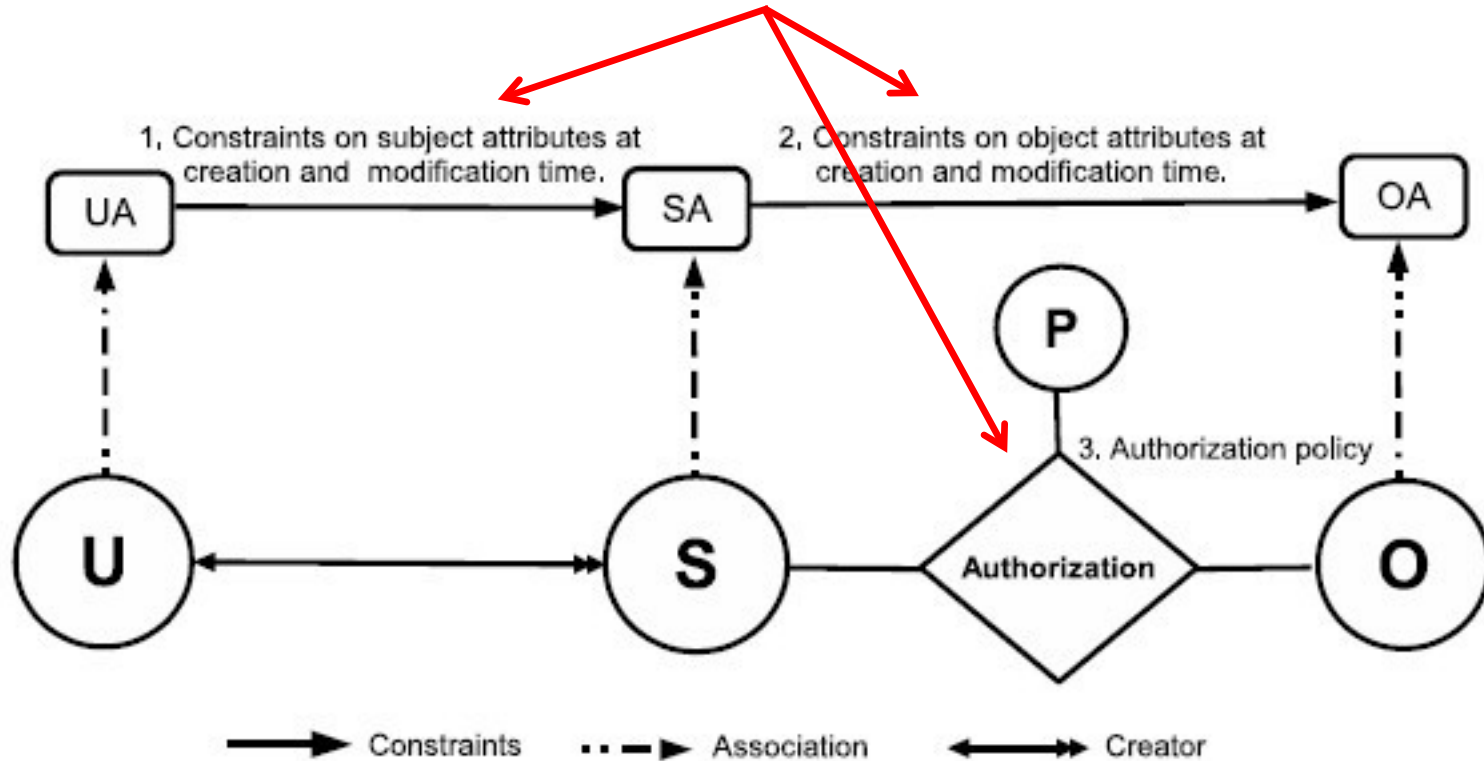 1. Constraints on subject attributes at
creation and modification time.
2. Constraints on object attributes at
creation and modification time.
UA
SA
OA
P
3. Authorization policy
U
S
Authorization
O
Constraints
Association
Creator